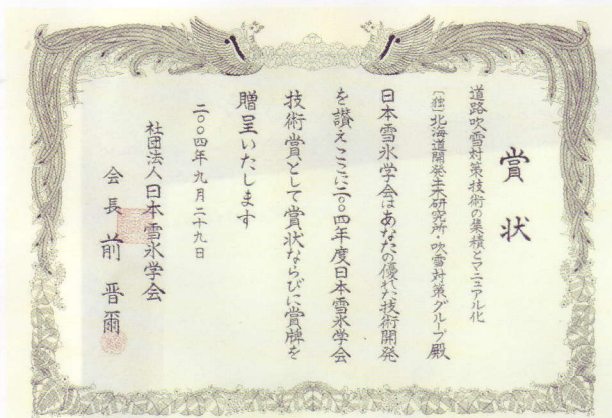 賞状
道路吹雪対策技術の集積とマニュアル化
(独)北海道開発土木研究所・吹雪対策グループ殿
日本雪氷学会はあなたの優れた技術開発
を讃えここに二〇〇四年度日本雪氷学会
技術賞として賞状ならびに賞牌を
贈呈いたします
二〇〇四年九月二十九日
社団法人日本雪氷学会
会長 前 晋爾